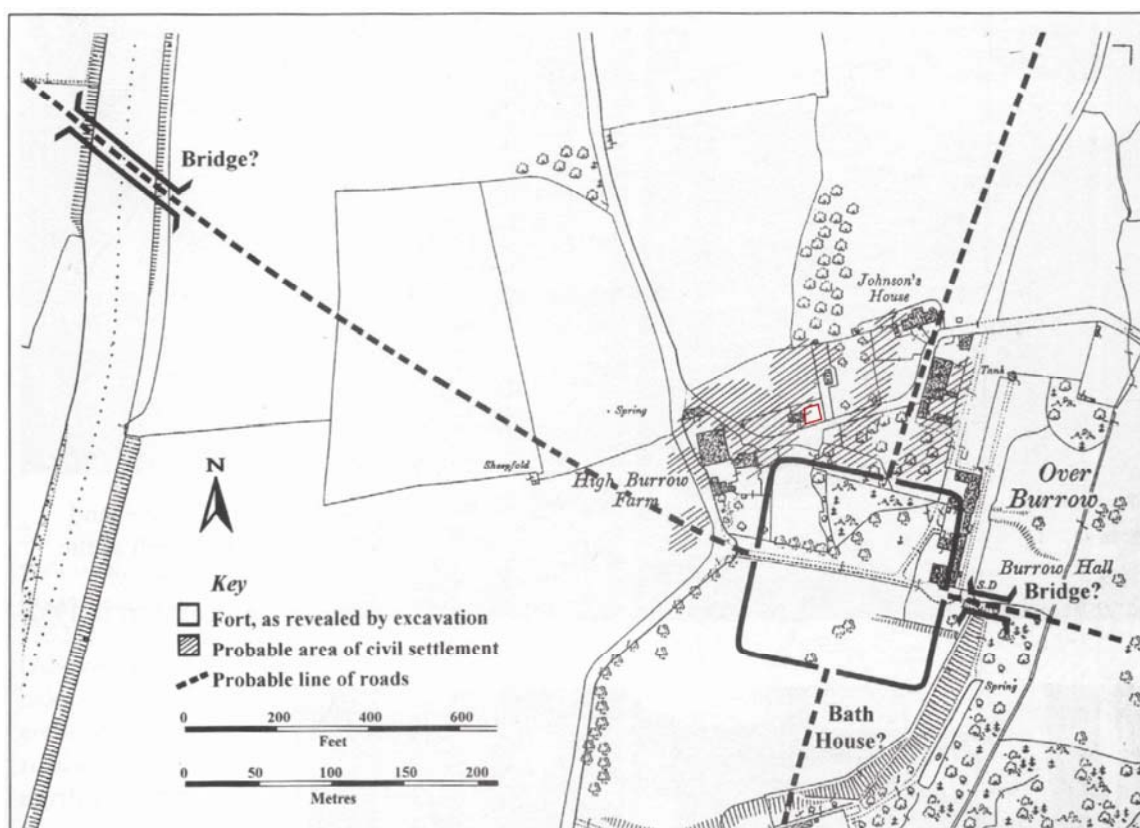 Bridge?
Johnson's
House
Tank
Spring
Sheepfold
High Burrow
Farm
Over
Burrow
Burrow Hall
S.D
Bridge?
Spring
Bath
House?
N
Key
Fort, as revealed by excavation
Probable area of civil settlement
Probable line of roads
0 200 400 600
Feet
0 50 100 150 200
Metres